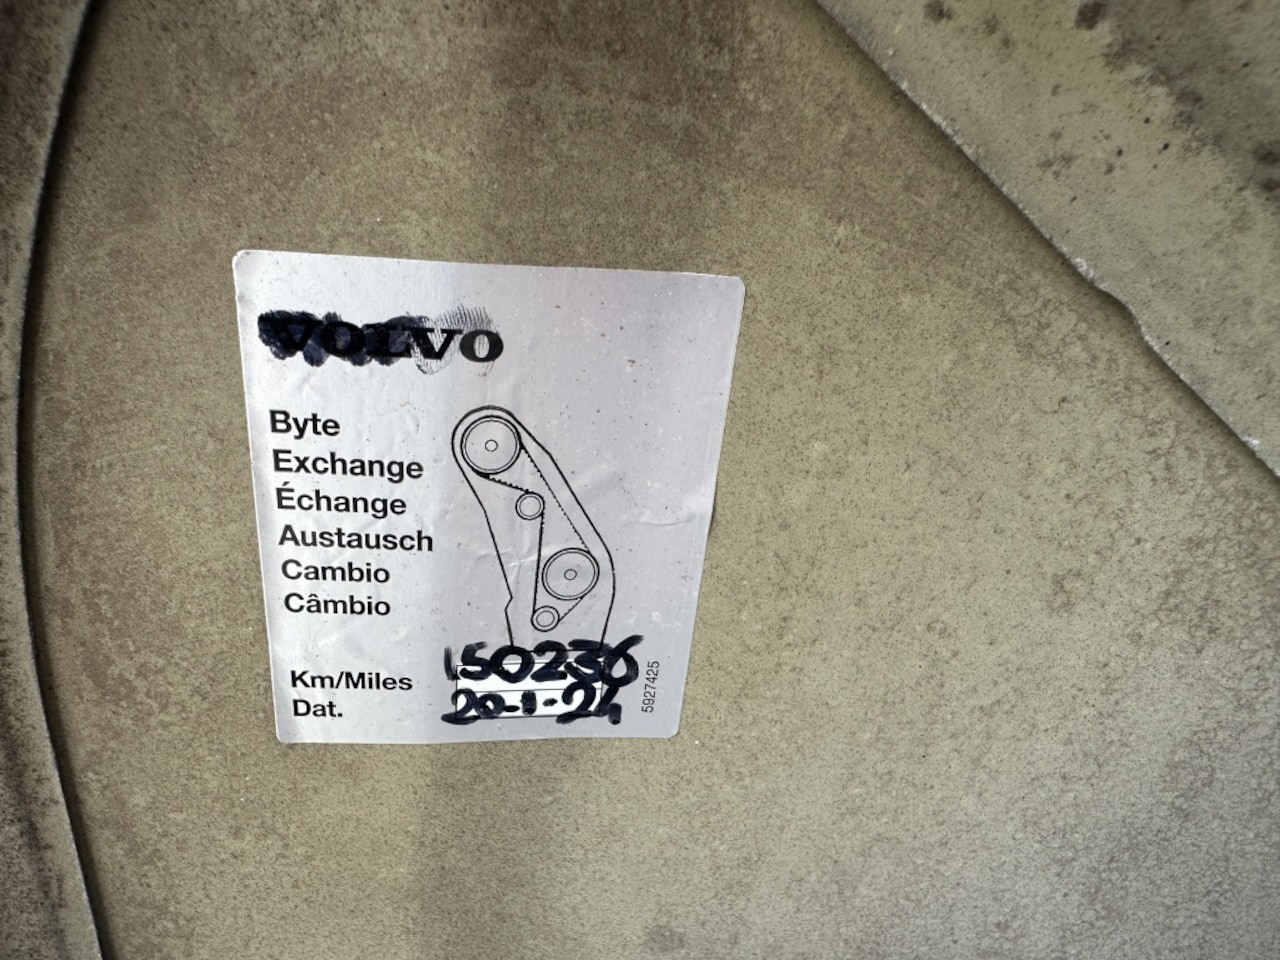 VOLVO
Byte
Exchange
Échange
Austausch
Cambio
Câmbio
Km/Miles 150236
Dat. 20-1-24
5927425